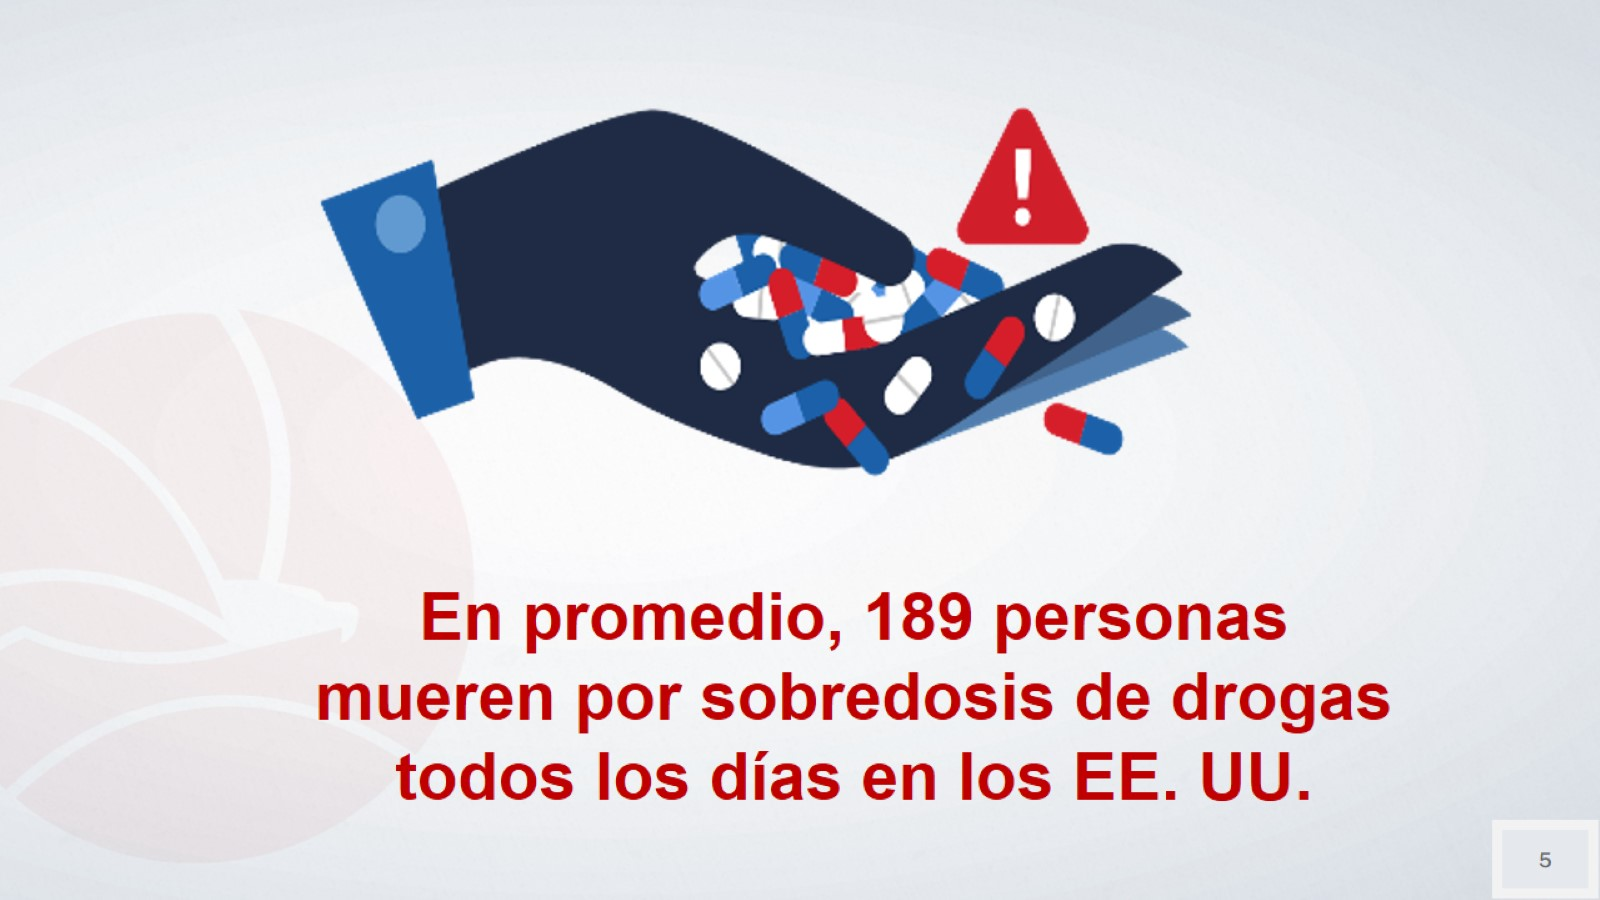 En promedio, 189 personas
mueren por sobredosis de drogas
todos los días en los EE. UU.
5